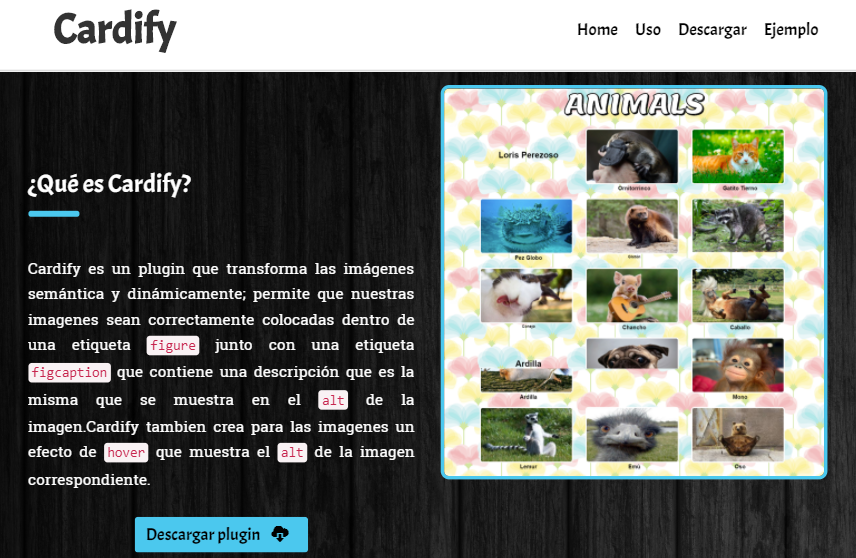 Cardify
Home Uso Descargar Ejemplo
¿Qué es Cardify?
Cardify es un plugin que transforma las imágenes
semántica y dinámicamente; permite que nuestras
imagenes sean correctamente colocadas dentro de
una etiqueta figure junto con una etiqueta
figcaption que contiene una descripción que es la
misma que se muestra en el alt de la
imagen.Cardify tambien crea para las imagenes un
efecto de hover que muestra el alt de la imagen
correspondiente.
Descargar plugin
ANIMALS
Loris Perezoso
Ornitorrinco
Gatito Tierno
Pez Globo
Conejo
Chancho
Caballo
Ardilla
Ardilla
Mono
Lemur
Emú
Oso